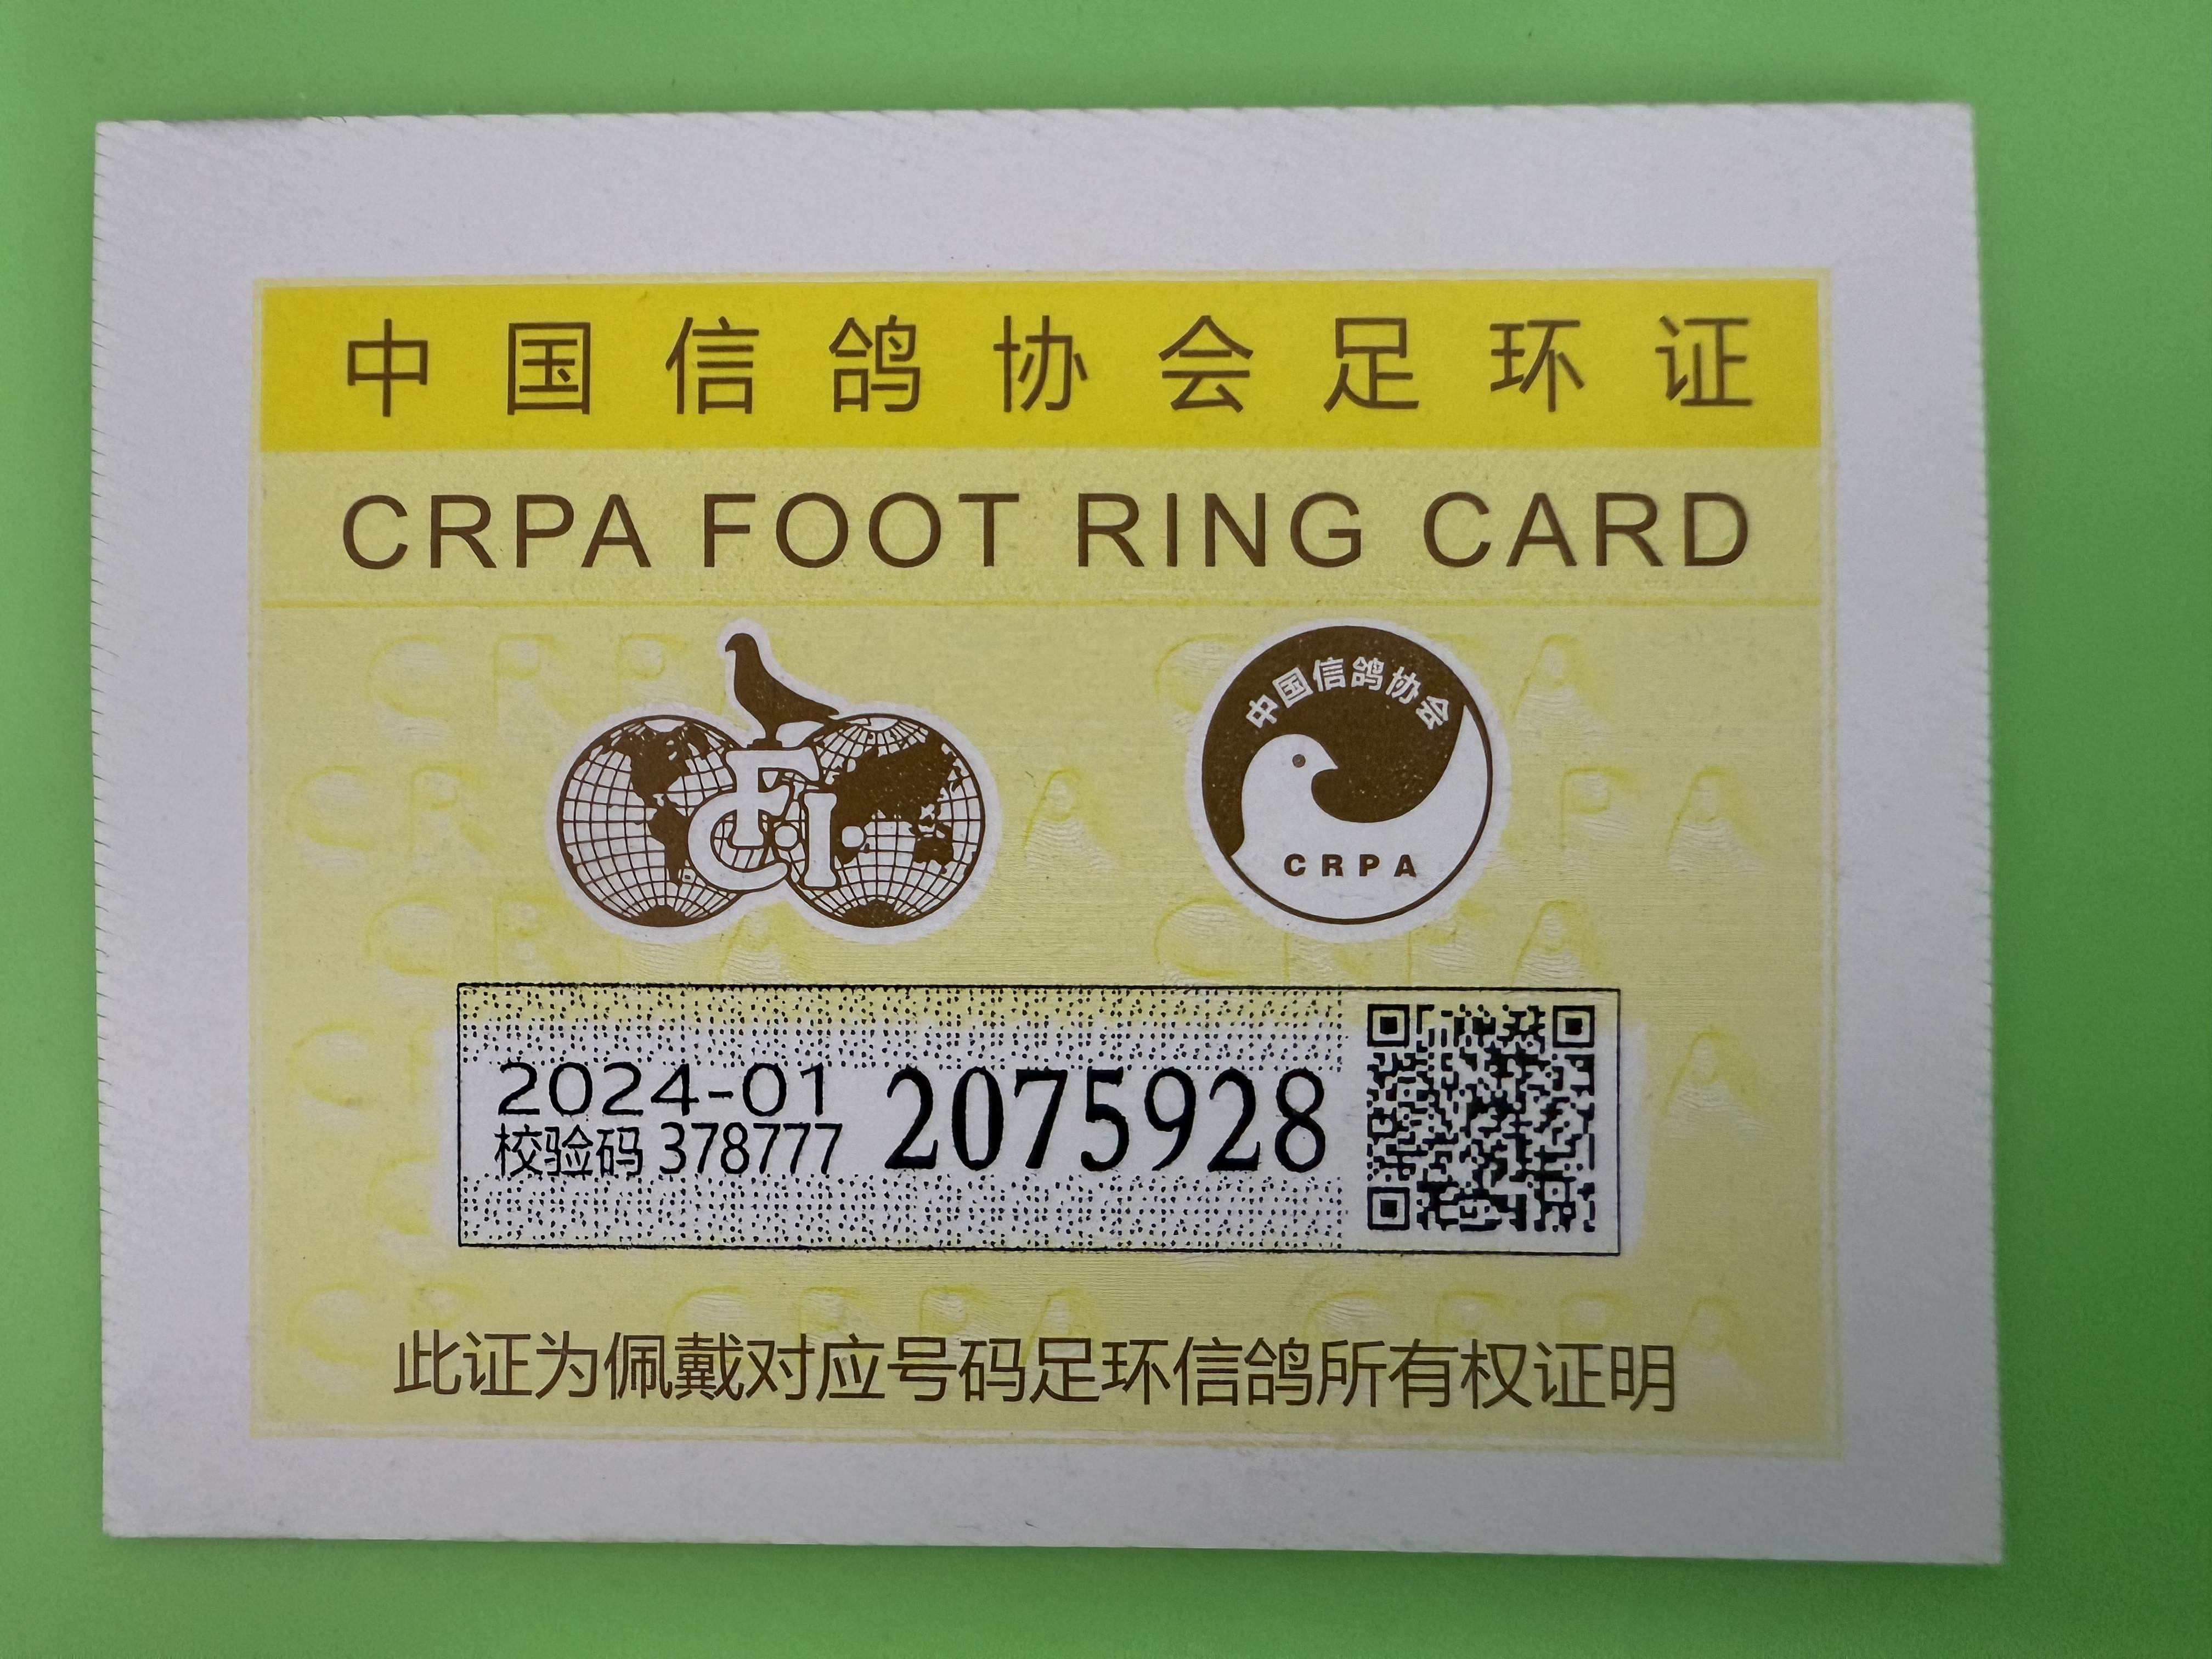 中国信鸽协会足环证
CRPA FOOT RING CARD
FCI
中国信鸽协会
CRPA
2024-01
校验码 378777
2075928
此证为佩戴对应号码足环信鸽所有权证明